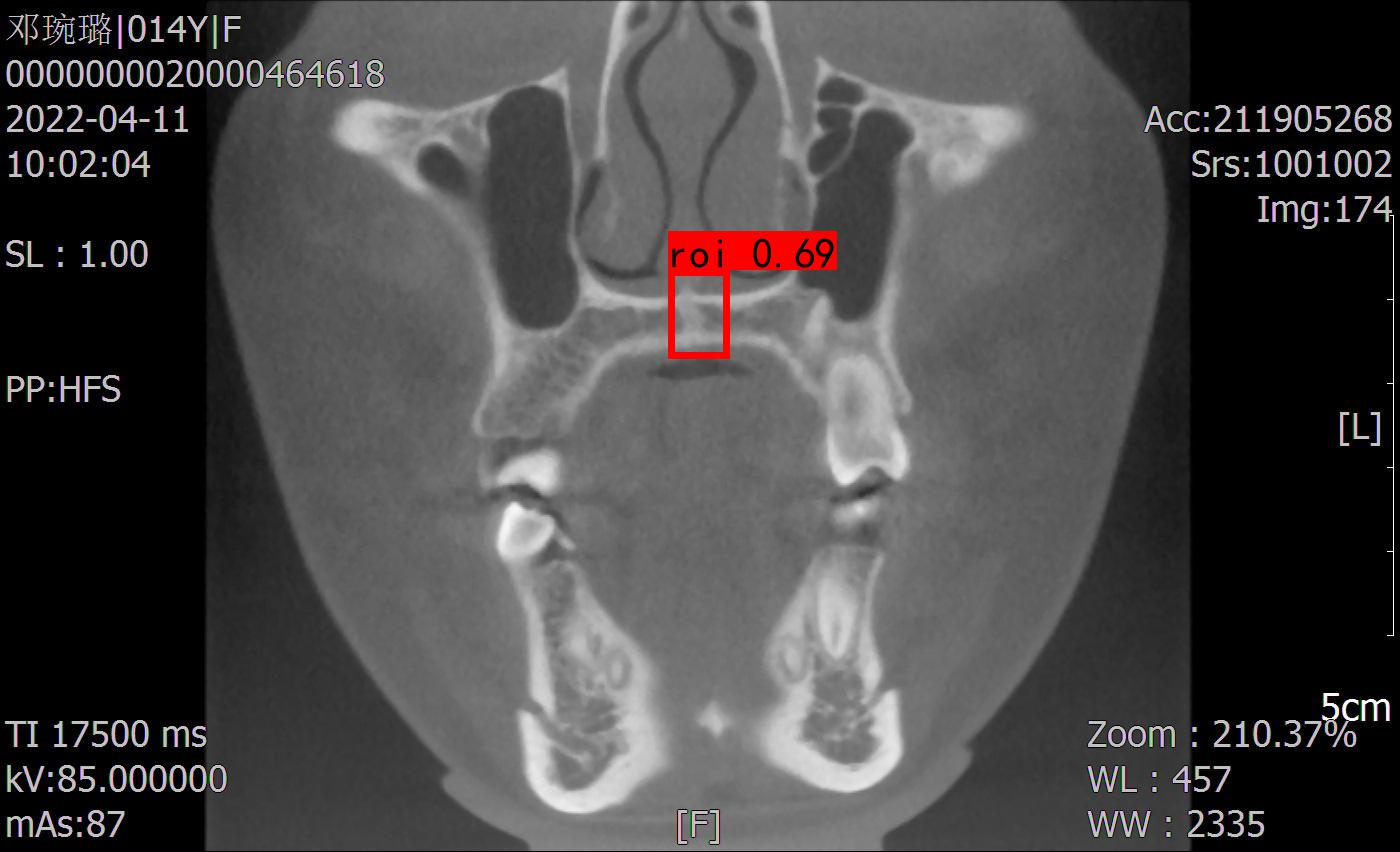 邓琬璐|014Y|F
0000000020000464618
2022-04-11
10:02:04
SL : 1.00
PP:HFS
Acc:211905268
Srs:1001002
Img:174
roi 0.69
[L]
5cm
TI 17500 ms
kV:85.000000
mAs:87
[F]
Zoom : 210.37%
WL : 457
WW : 2335